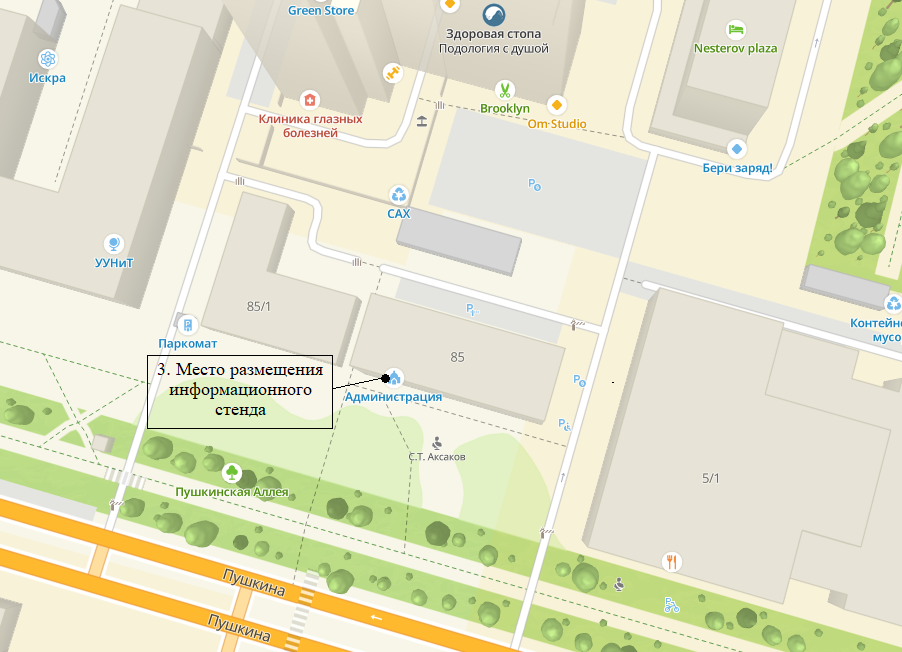 Green Store
Здоровая стопа
Подология с душой
Nesterov plaza
Искра
Brooklyn
Om-Studio
Клиника глазных
болезней
Бери заряд!
САХ
УУНиТ
85/1
Контейне
мусо
Паркомат
85
3. Место размещения
информационного
стенда
Администрация
С.Т. Аксаков
5/1
Пушкинская Аллея
Пушкина
Пушкина